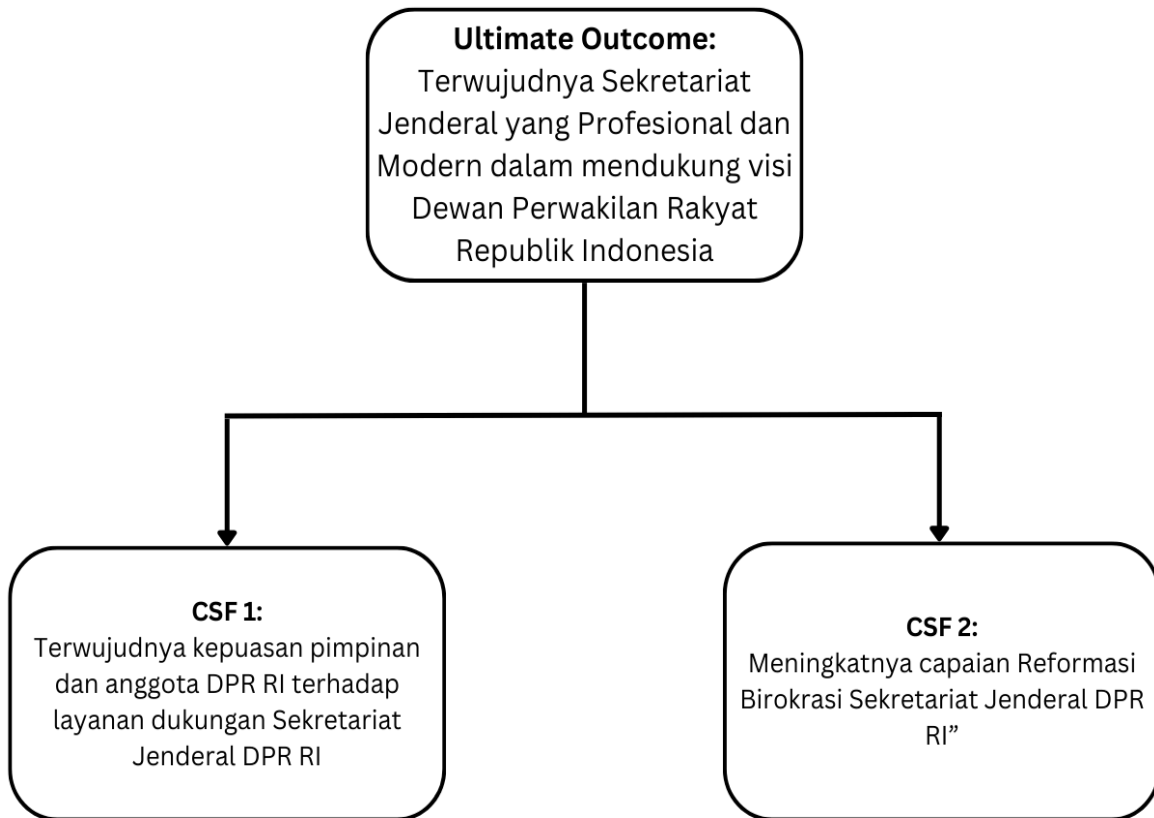 Ultimate Outcome:
Terwujudnya Sekretariat
Jenderal yang Profesional dan
Modern dalam mendukung visi
Dewan Perwakilan Rakyat
Republik Indonesia
CSF 1:
Terwujudnya kepuasan pimpinan
dan anggota DPR RI terhadap
layanan dukungan Sekretariat
Jenderal DPR RI
CSF 2:
Meningkatnya capaian Reformasi
Birokrasi Sekretariat Jenderal DPR
RI”